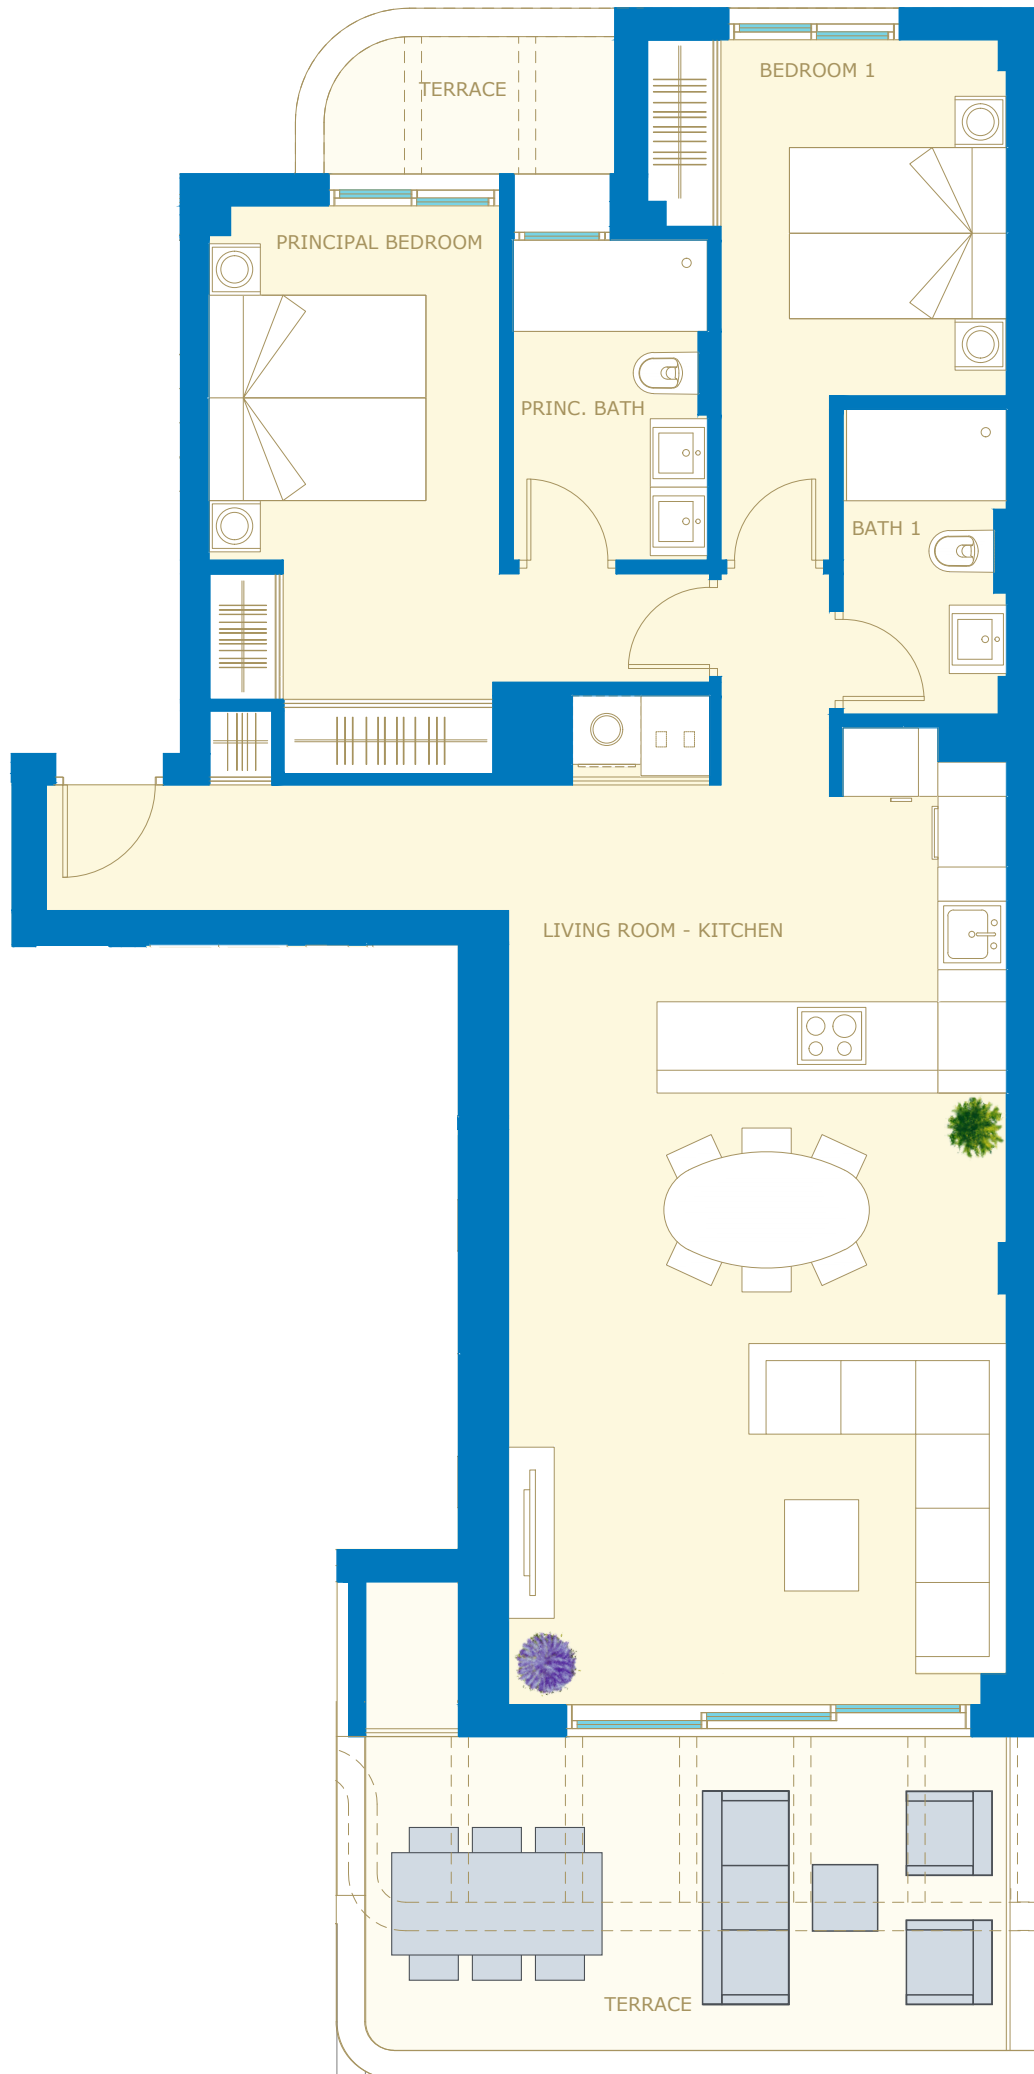 BEDROOM 1
TERRACE
PRINCIPAL BEDROOM
PRINC. BATH
BATH 1
LIVING ROOM - KITCHEN
TERRACE